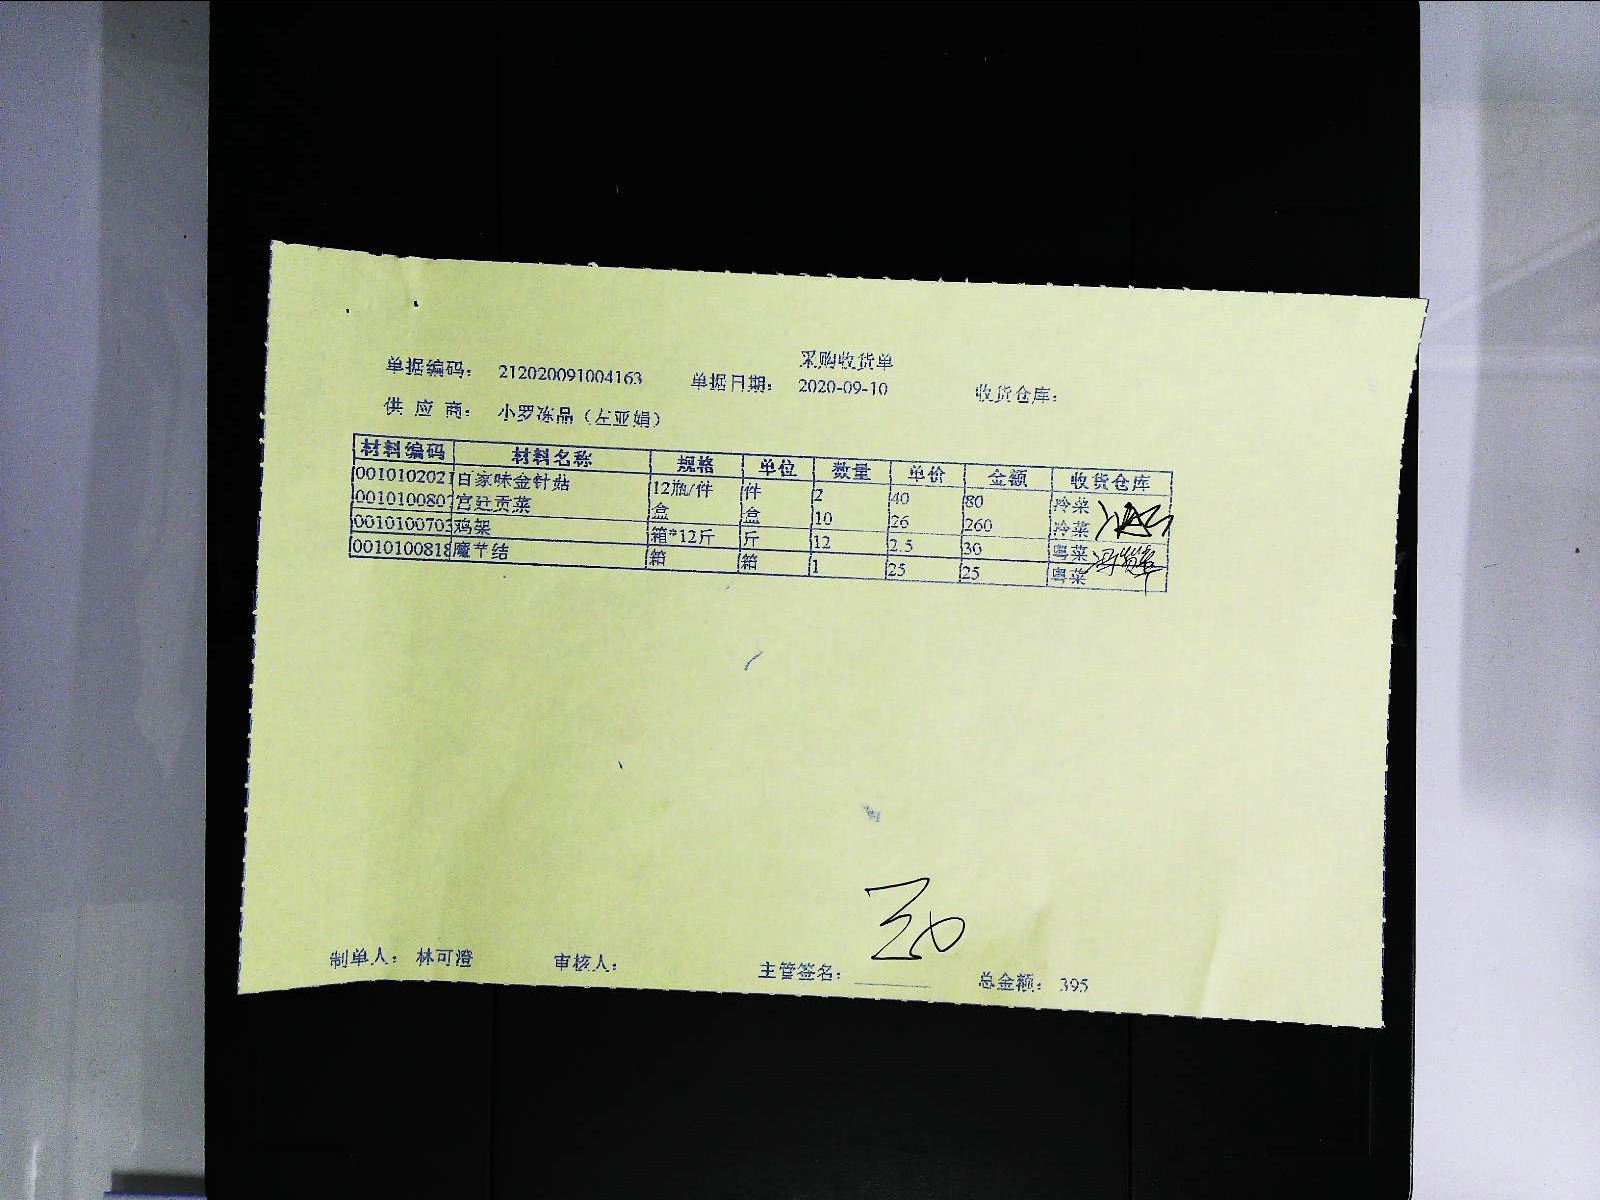 采购收货单
单据编码： 212020091004163 单据日期： 2020-09-10 收货仓库：
供 应 商： 小罗冻品（左亚娟）
材料编码 材料名称 规格 单位 数量 单价 金额 收货仓库
0010102021 百家味金针菇 12瓶/件 件 2 40 80 冷菜
0010100807 宫廷贡菜 盒 盒 10 26 260 冷菜
0010100703 鸡架 箱*12斤 斤 12 2.5 30 粤菜
0010100818 魔芋结 箱 箱 1 25 25 粤菜
制单人： 林可澄 审核人： 主管签名： 总金额： 395